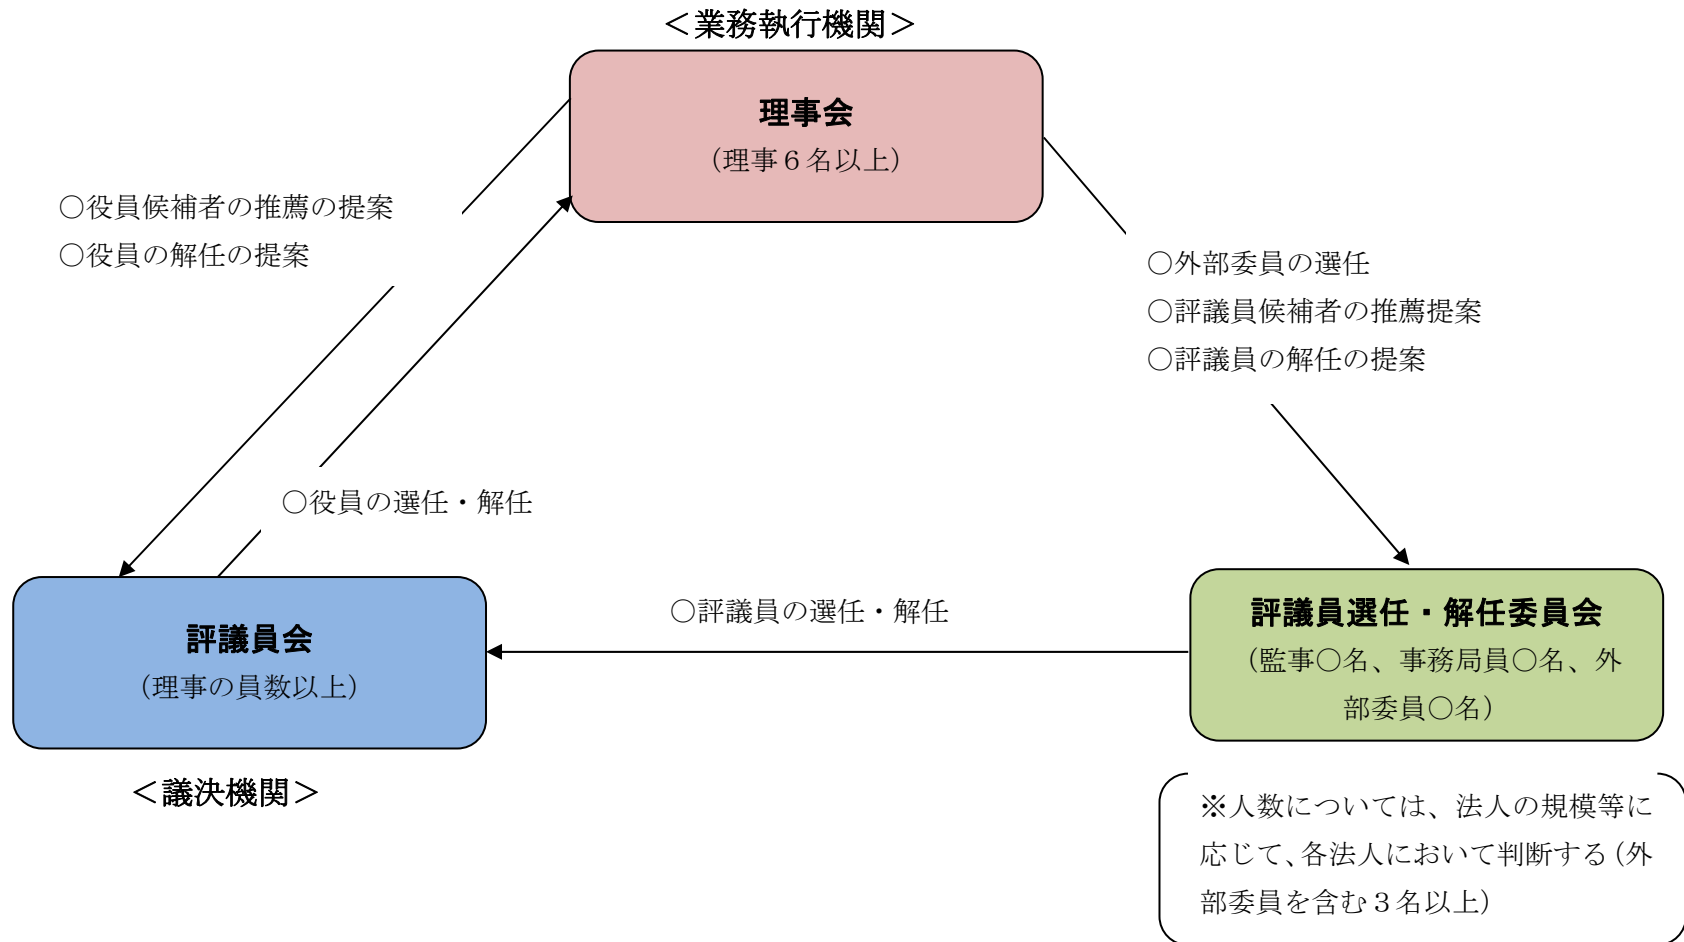 ＜業務執行機関＞
理事会
（理事６名以上）
○役員候補者の推薦の提案
○役員の解任の提案
○外部委員の選任
○評議員候補者の推薦提案
○評議員の解任の提案
○役員の選任・解任
○評議員の選任・解任
評議員会
（理事の員数以上）
＜議決機関＞
評議員選任・解任委員会
（監事○名、事務局員○名、外
部委員○名）
※人数については、法人の規模等に
応じて、各法人において判断する（外
部委員を含む３名以上）